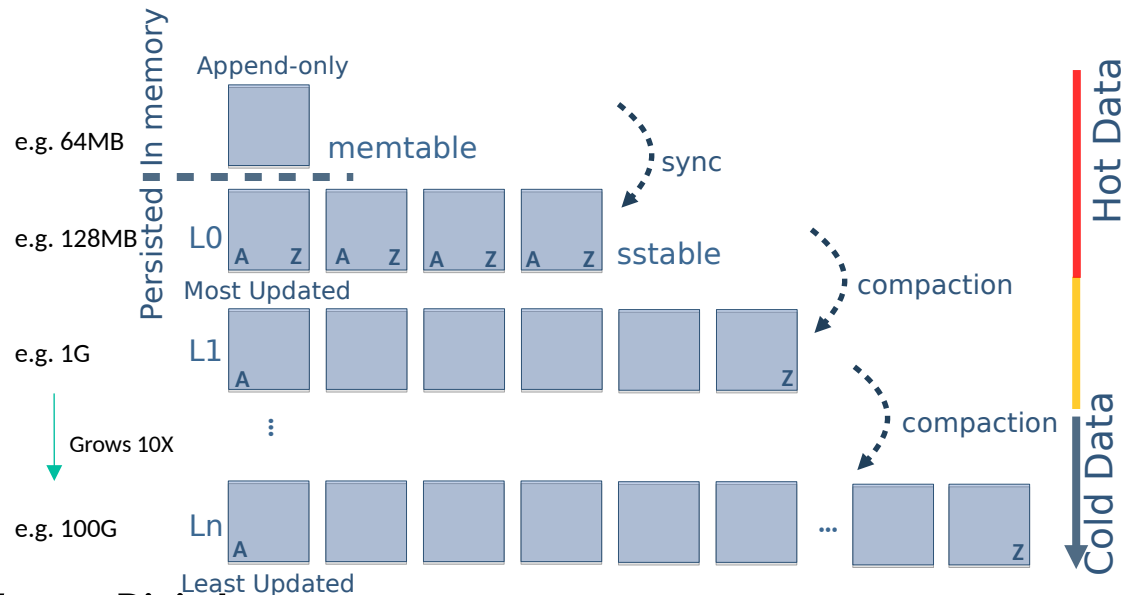 Append-only
In memory
e.g. 64MB
memtable
sync
Hot Data
Persisted
e.g. 128MB
L0
A Z A Z A Z A Z
sstable
Most Updated
compaction
e.g. 1G
L1
A Z
...
Grows 10X
compaction
Cold Data
e.g. 100G
Ln
A ... Z
Least Updated